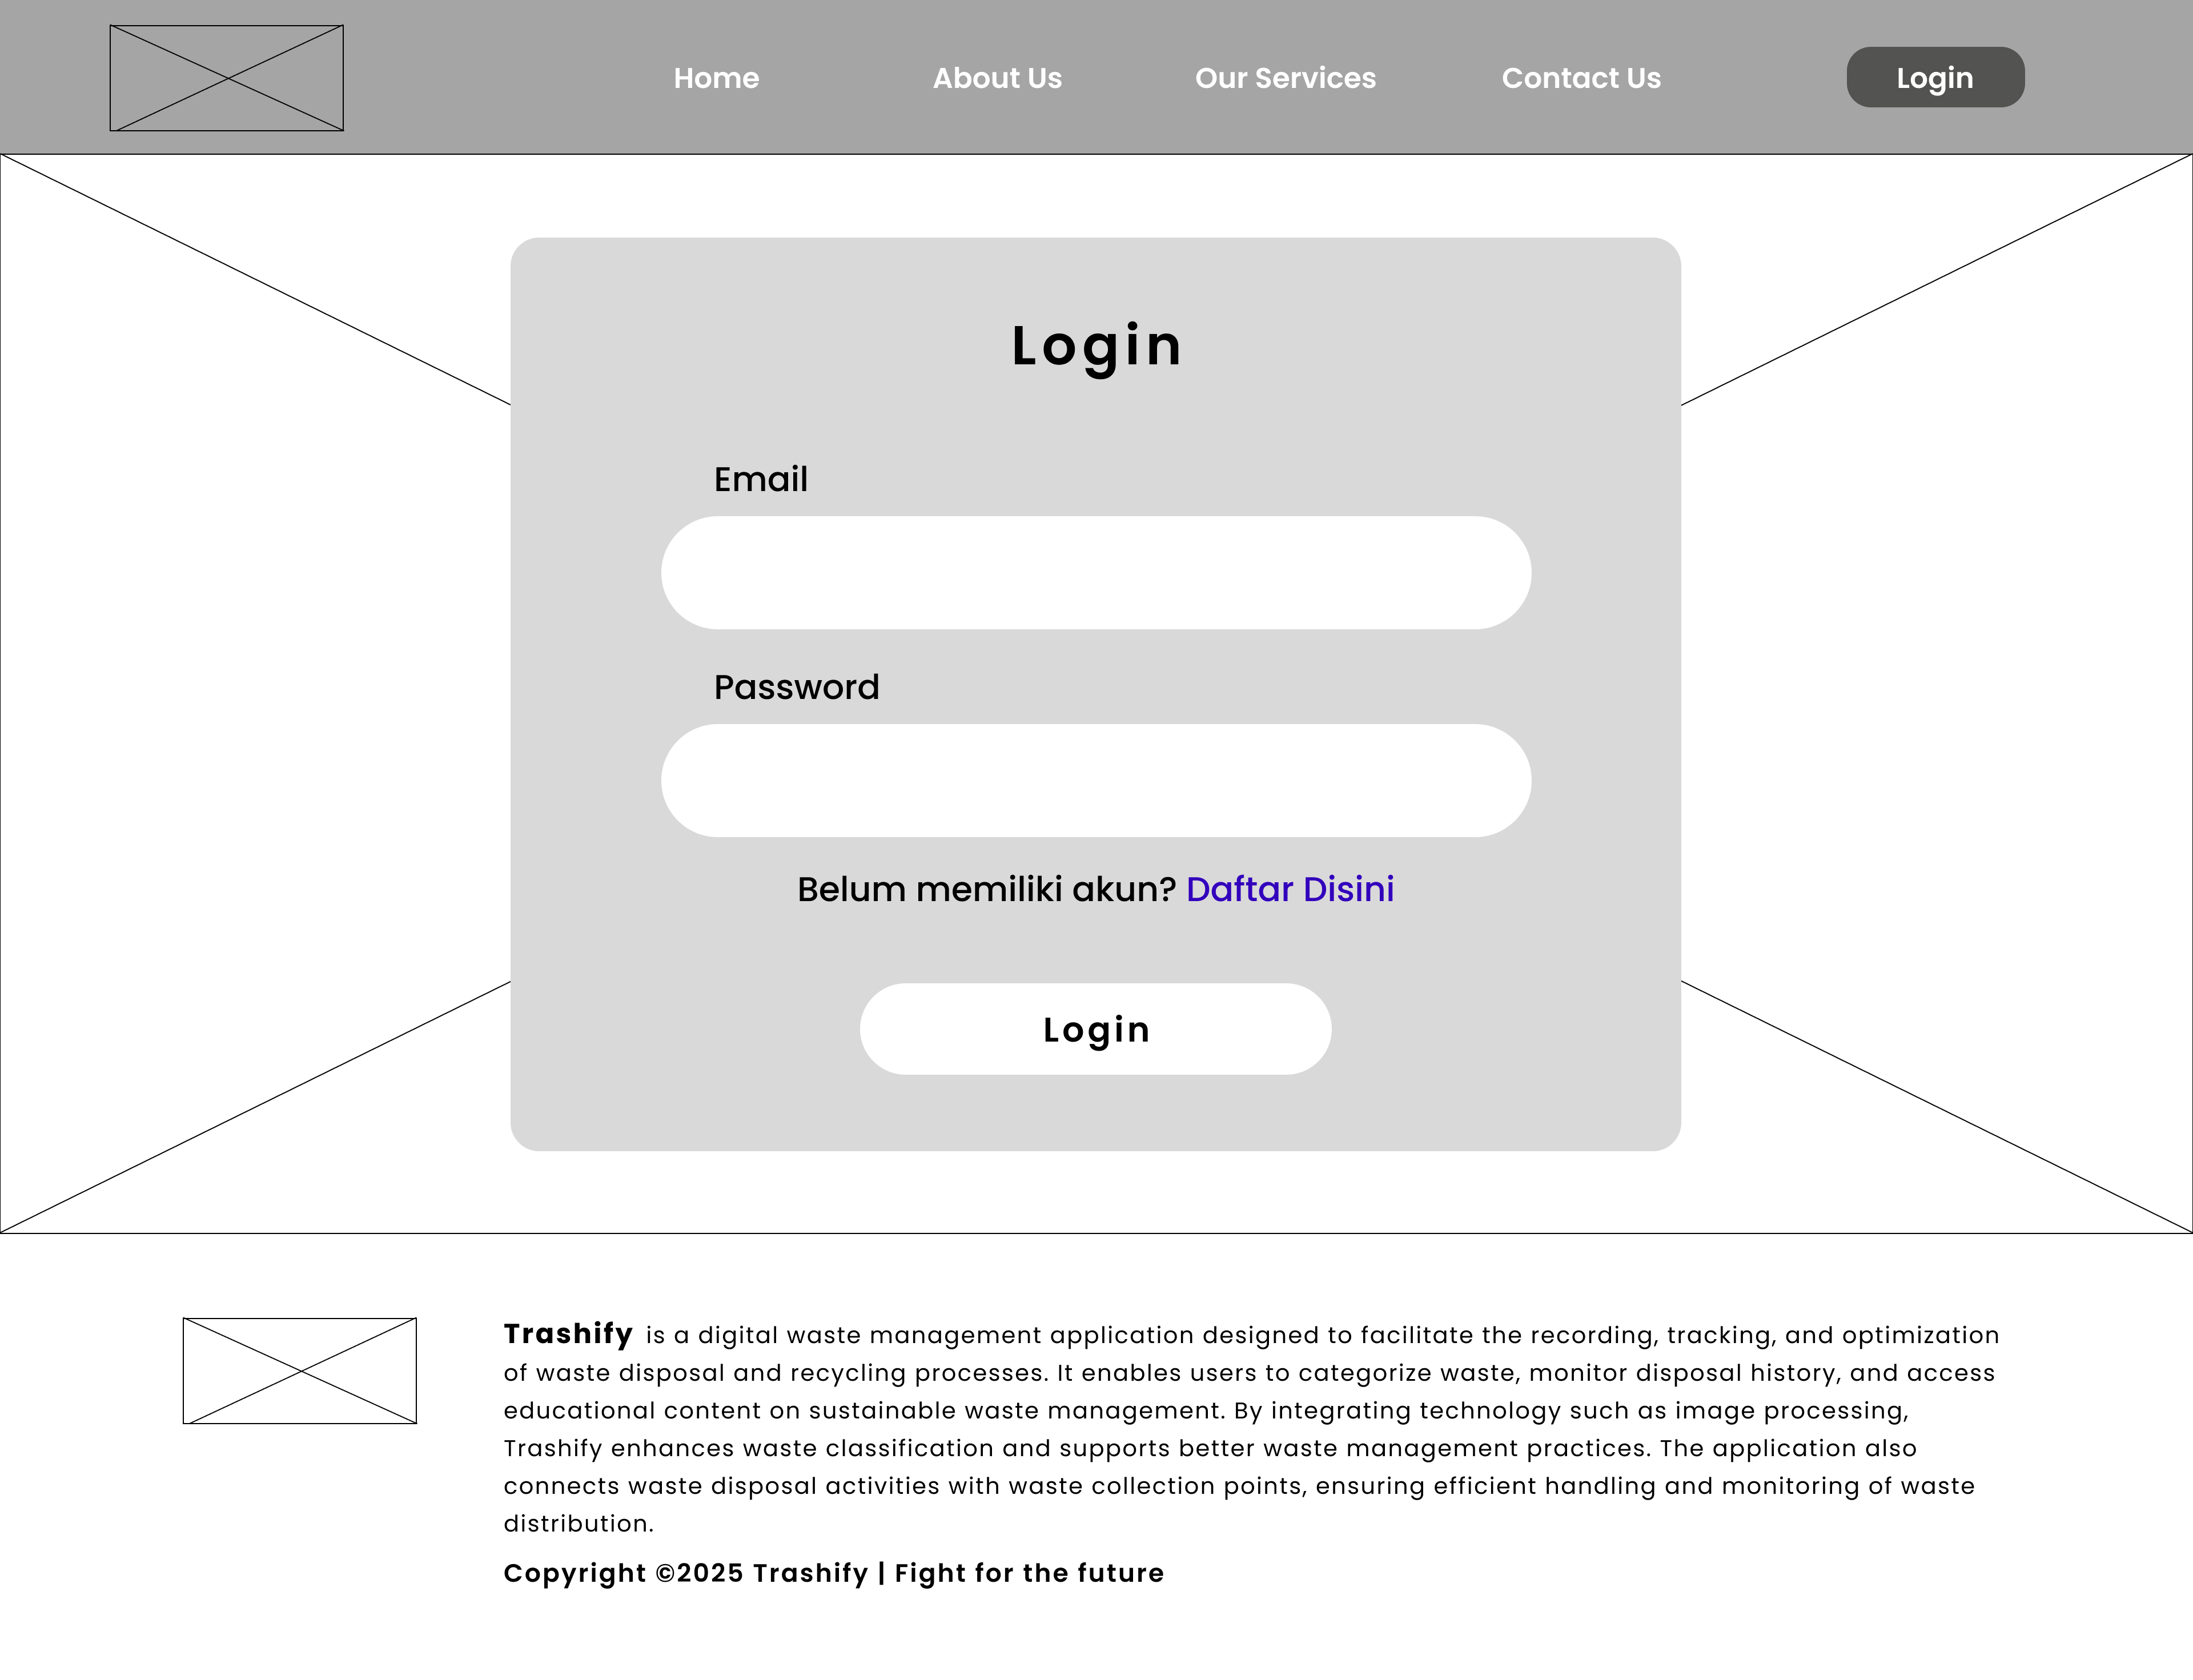 Home About Us Our Services Contact Us Login
Login
Email
Password
Belum memiliki akun? Daftar Disini
Login
Trashify is a digital waste management application designed to facilitate the recording, tracking, and optimization
of waste disposal and recycling processes. It enables users to categorize waste, monitor disposal history, and access
educational content on sustainable waste management. By integrating technology such as image processing,
Trashify enhances waste classification and supports better waste management practices. The application also
connects waste disposal activities with waste collection points, ensuring efficient handling and monitoring of waste
distribution.
Copyright ©2025 Trashify | Fight for the future